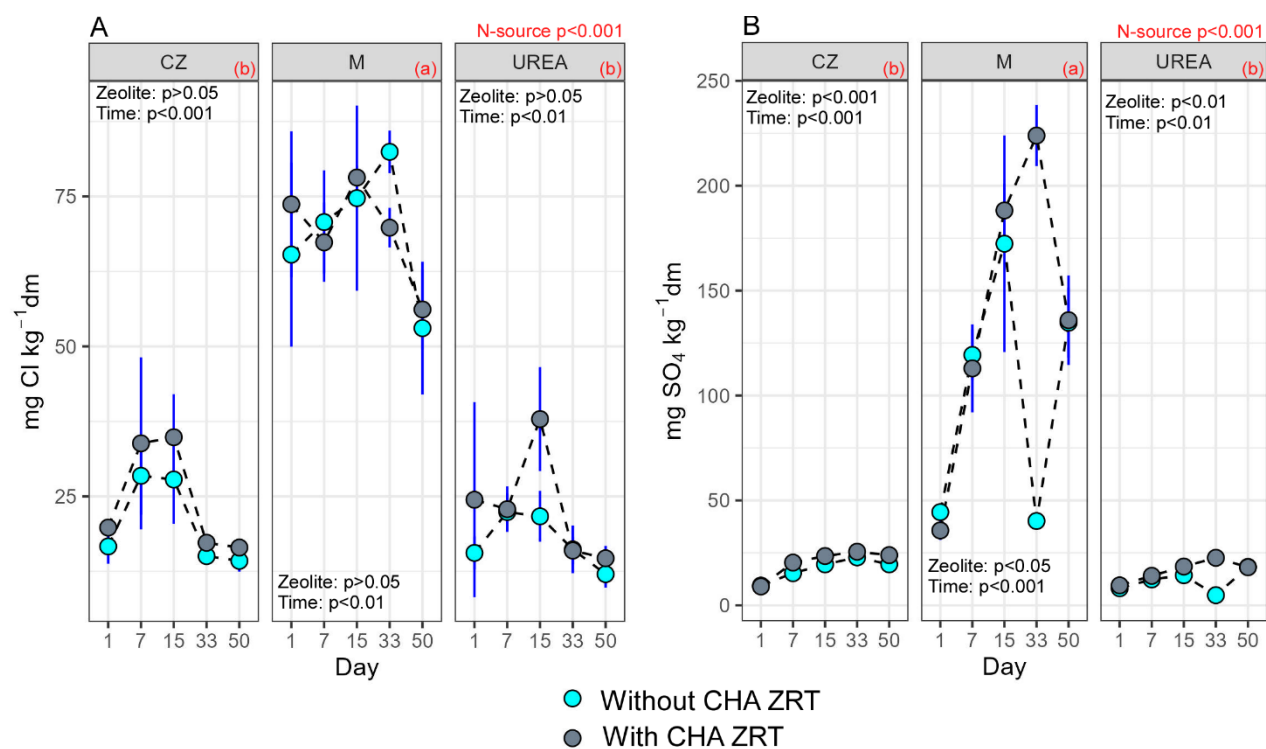 A
N-source p<0.001
CZ
(b)
M
(a)
UREA
(b)
Zeolite: p>0.05
Time: p<0.001
Zeolite: p>0.05
Time: p<0.01
Zeolite: p>0.05
Time: p<0.01
mg Cl kg⁻¹dm
75
50
25
1 7 15 33 50
1 7 15 33 50
1 7 15 33 50
Day
B
N-source p<0.001
CZ
(b)
M
(a)
UREA
(b)
Zeolite: p<0.001
Time: p<0.001
Zeolite: p<0.01
Time: p<0.01
Zeolite: p<0.05
Time: p<0.001
mg SO₄ kg⁻¹dm
250
200
150
100
50
0
1 7 15 33 50
1 7 15 33 50
1 7 15 33 50
Day
Without CHA ZRT
With CHA ZRT